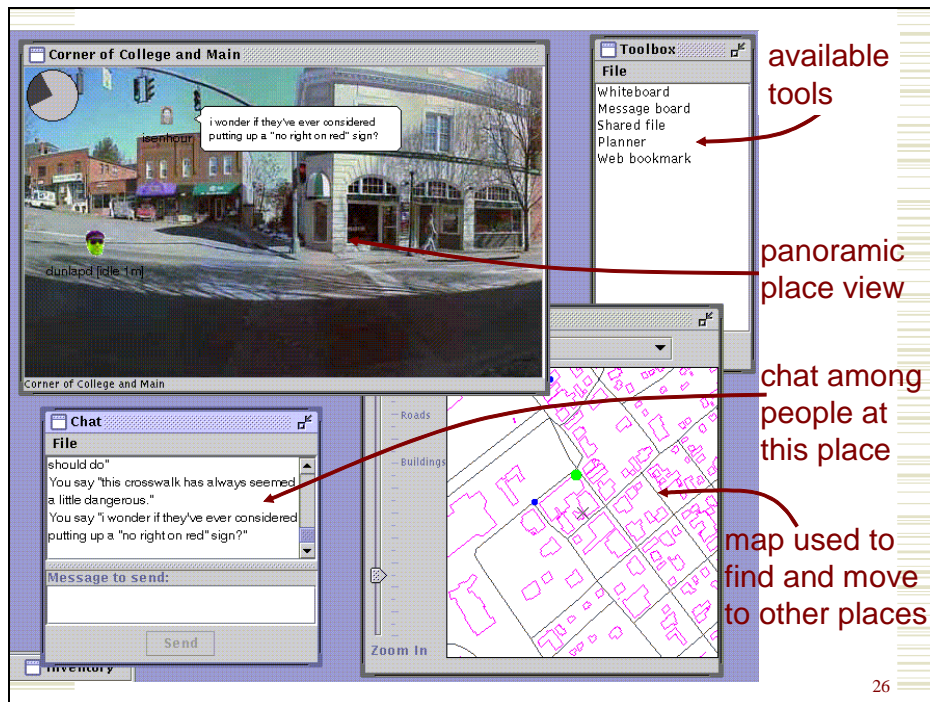 Corner of College and Main
i wonder if they've ever considered
putting up a "no right on red" sign?
isenhour
dunlapd [idle 1m]
Corner of College and Main
Toolbox
File
Whiteboard
Message board
Shared file
Planner
Web bookmark
available
tools
panoramic
place view
chat among
people at
this place
map used to
find and move
to other places
Chat
File
should do"
You say "this crosswalk has always seemed
a little dangerous."
You say "i wonder if they've ever considered
putting up a "no right on red" sign?"
Message to send:
Send
Roads
Buildings
Zoom In
Inventory
26